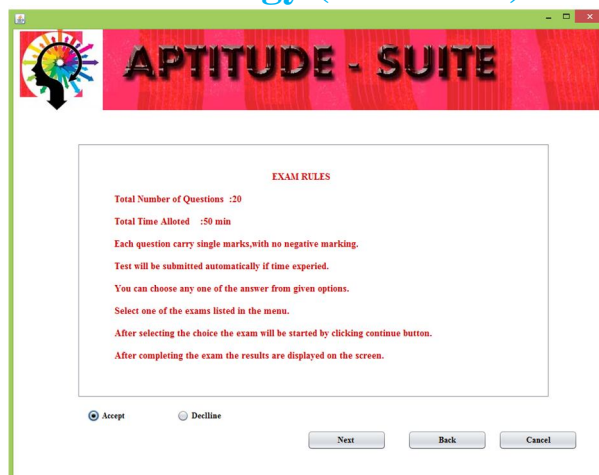 APTITUDE - SUITE
EXAM RULES
Total Number of Questions :20
Total Time Alloted :50 min
Each question carry single marks,with no negative marking.
Test will be submitted automatically if time experied.
You can choose any one of the answer from given options.
Select one of the exams listed in the menu.
After selecting the choice the exam will be started by clicking continue button.
After completing the exam the results are displayed on the screen.
Accept Decliine
Next Back Cancel